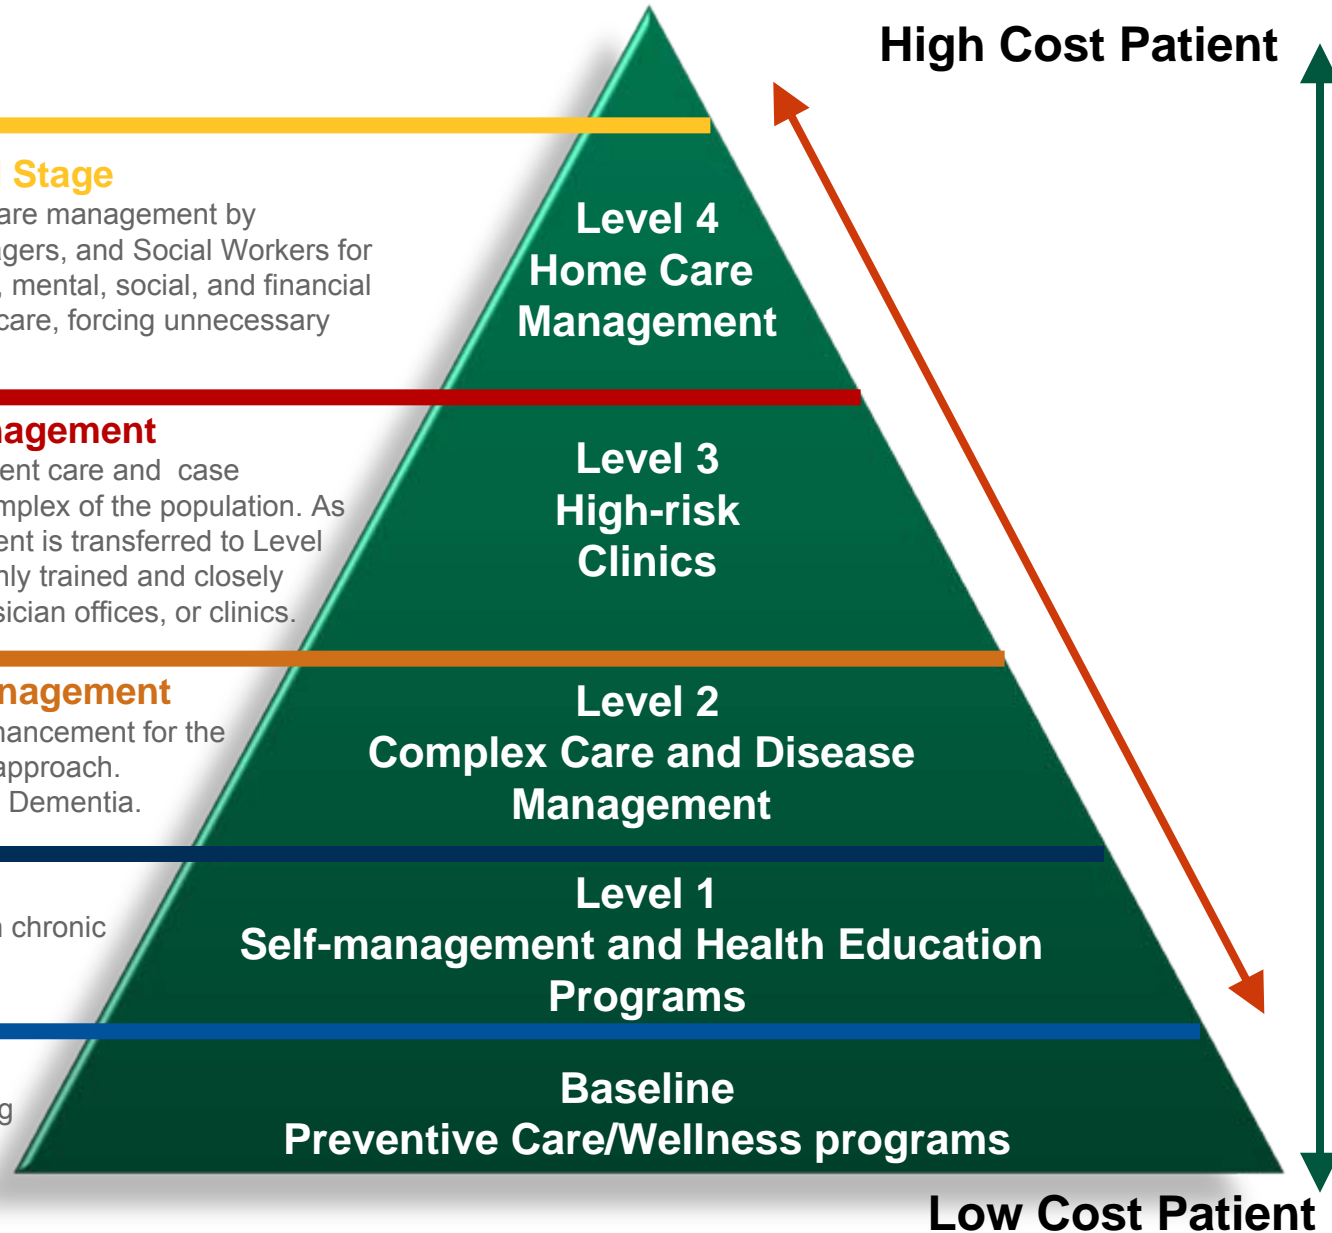 High Cost Patient
Stage
are management by
agers, and Social Workers for
, mental, social, and financial
care, forcing unnecessary
Level 4
Home Care
Management
nagement
ent care and case
mplex of the population. As
ent is transferred to Level
hly trained and closely
sician offices, or clinics.
Level 3
High-risk
Clinics
nagement
hancement for the
approach.
Dementia.
Level 2
Complex Care and Disease
Management
chronic
Level 1
Self-management and Health Education
Programs
g
Baseline
Preventive Care/Wellness programs
Low Cost Patient